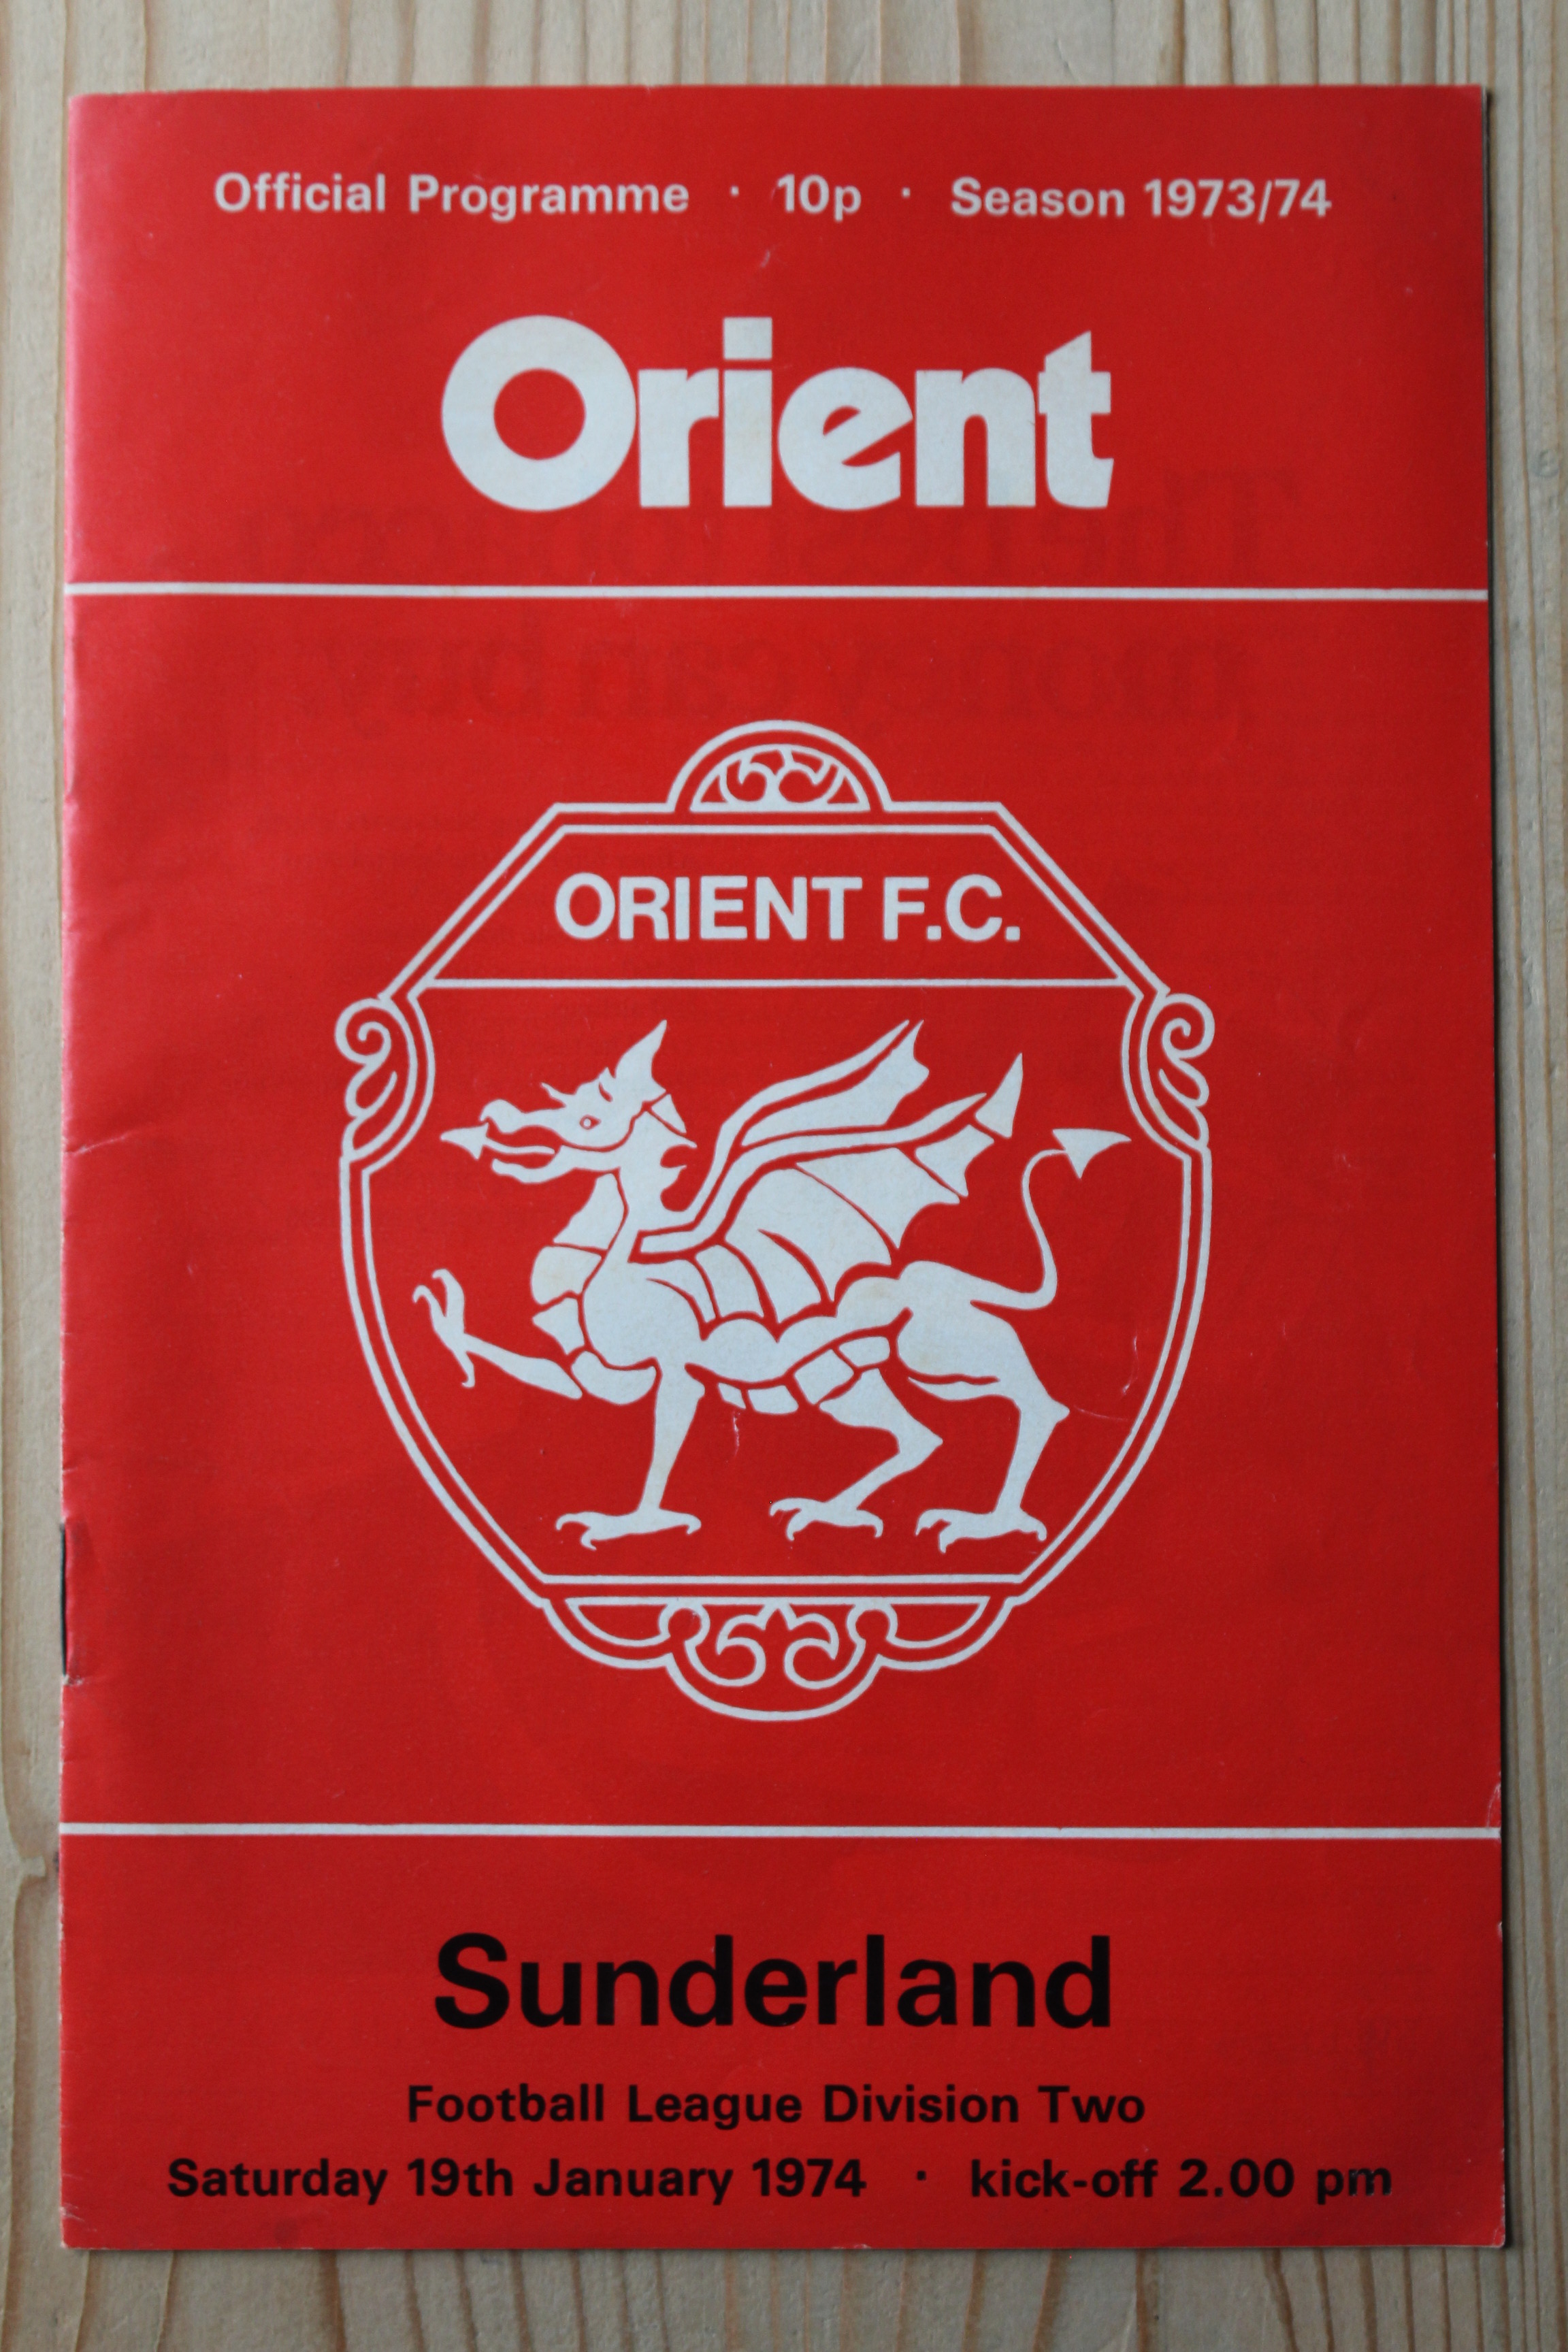 Official Programme · 10p · Season 1973/74
Orient
ORIENT F.C.
Sunderland
Football League Division Two
Saturday 19th January 1974 · kick-off 2.00 pm